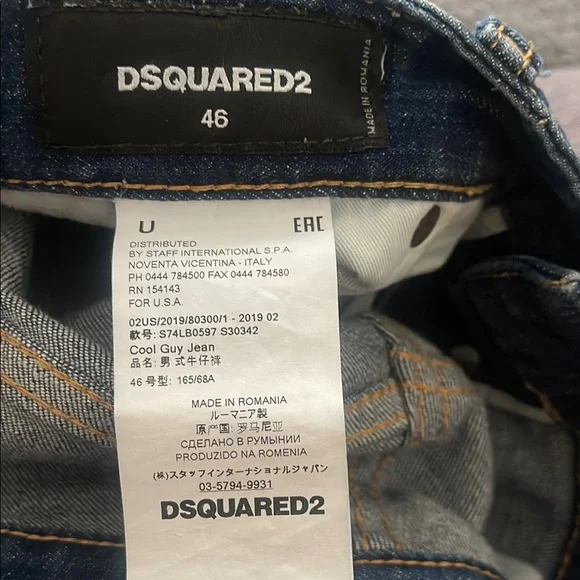 DSQUARED2
46
MADE IN ROMANIA
U
EAC
DISTRIBUTED
BY STAFF INTERNATIONAL S.P.A.
NOVENTA VICENTINA - ITALY
PH 0444 784500 FAX 0444 784580
RN 154143
FOR U.S.A.
02US/2019/80300/1 - 2019 02
款号: S74LB0597 S30342
Cool Guy Jean
品名: 男 式牛仔裤
46 号型: 165/68A
MADE IN ROMANIA
ルーマニア製
原产国: 罗马尼亚
СДЕЛАНО В РУМЫНИИ
PRODUZIDO NA ROMENIA
(株)スタッフインターナショナルジャパン
03-5794-9931
DSQUARED2